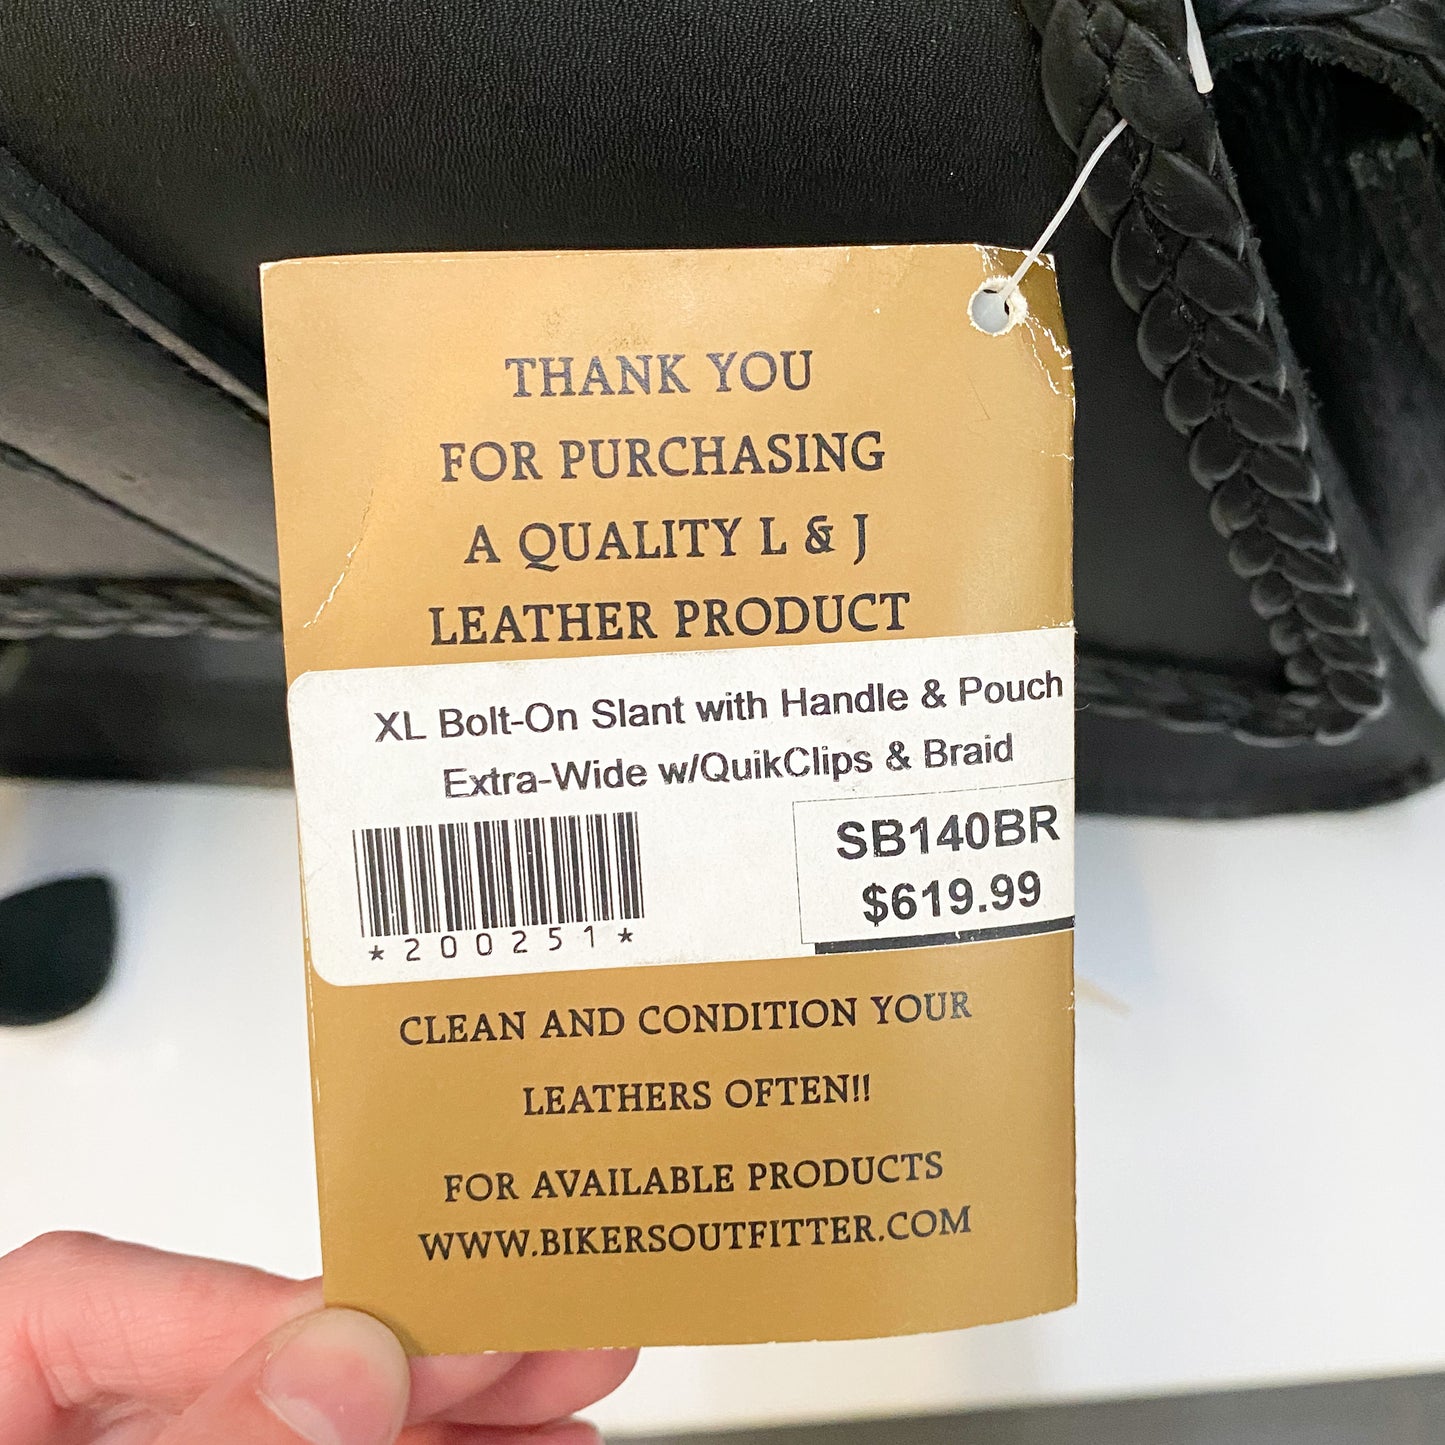 THANK YOU
FOR PURCHASING
A QUALITY L & J
LEATHER PRODUCT
XL Bolt-On Slant with Handle & Pouch
Extra-Wide w/QuikClips & Braid
SB140BR
$619.99
*200251*
CLEAN AND CONDITION YOUR
LEATHERS OFTEN!!
FOR AVAILABLE PRODUCTS
WWW.BIKERSOUTFITTER.COM